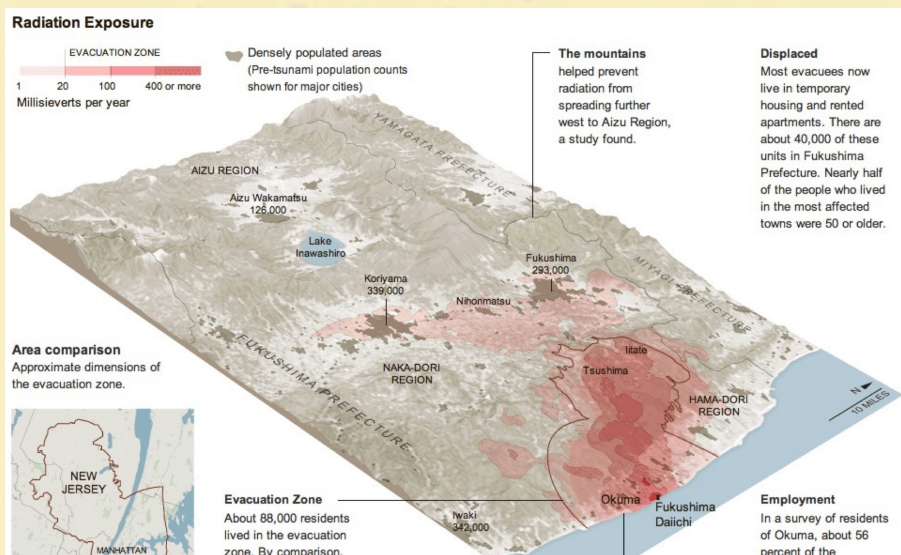 Radiation Exposure
EVACUATION ZONE
1 20 100 400 or more
Millisieverts per year
Densely populated areas
(Pre-tsunami population counts
shown for major cities)
The mountains
helped prevent
radiation from
spreading further
west to Aizu Region,
a study found.
Displaced
Most evacuees now
live in temporary
housing and rented
apartments. There are
about 40,000 of these
units in Fukushima
Prefecture. Nearly half
of the people who lived
in the most affected
towns were 50 or older.
YAMAGATA PREFECTURE
AIZU REGION
Aizu Wakamatsu
126,000
Lake
Inawashiro
Fukushima
293,000
MIYAGI PREFECTURE
Koriyama
339,000
Nihonmatsu
FUKUSHIMA PREFECTURE
NAKA-DORI
REGION
Iitate
Tsushima
HAMA-DORI
REGION
N
10 MILES
Area comparison
Approximate dimensions of
the evacuation zone.
NEW
JERSEY
MANHATTAN
Evacuation Zone
About 88,000 residents
lived in the evacuation
zone. By comparison,
Iwaki
342,000
Okuma
Fukushima
Daiichi
Employment
In a survey of residents
of Okuma, about 56
percent of the